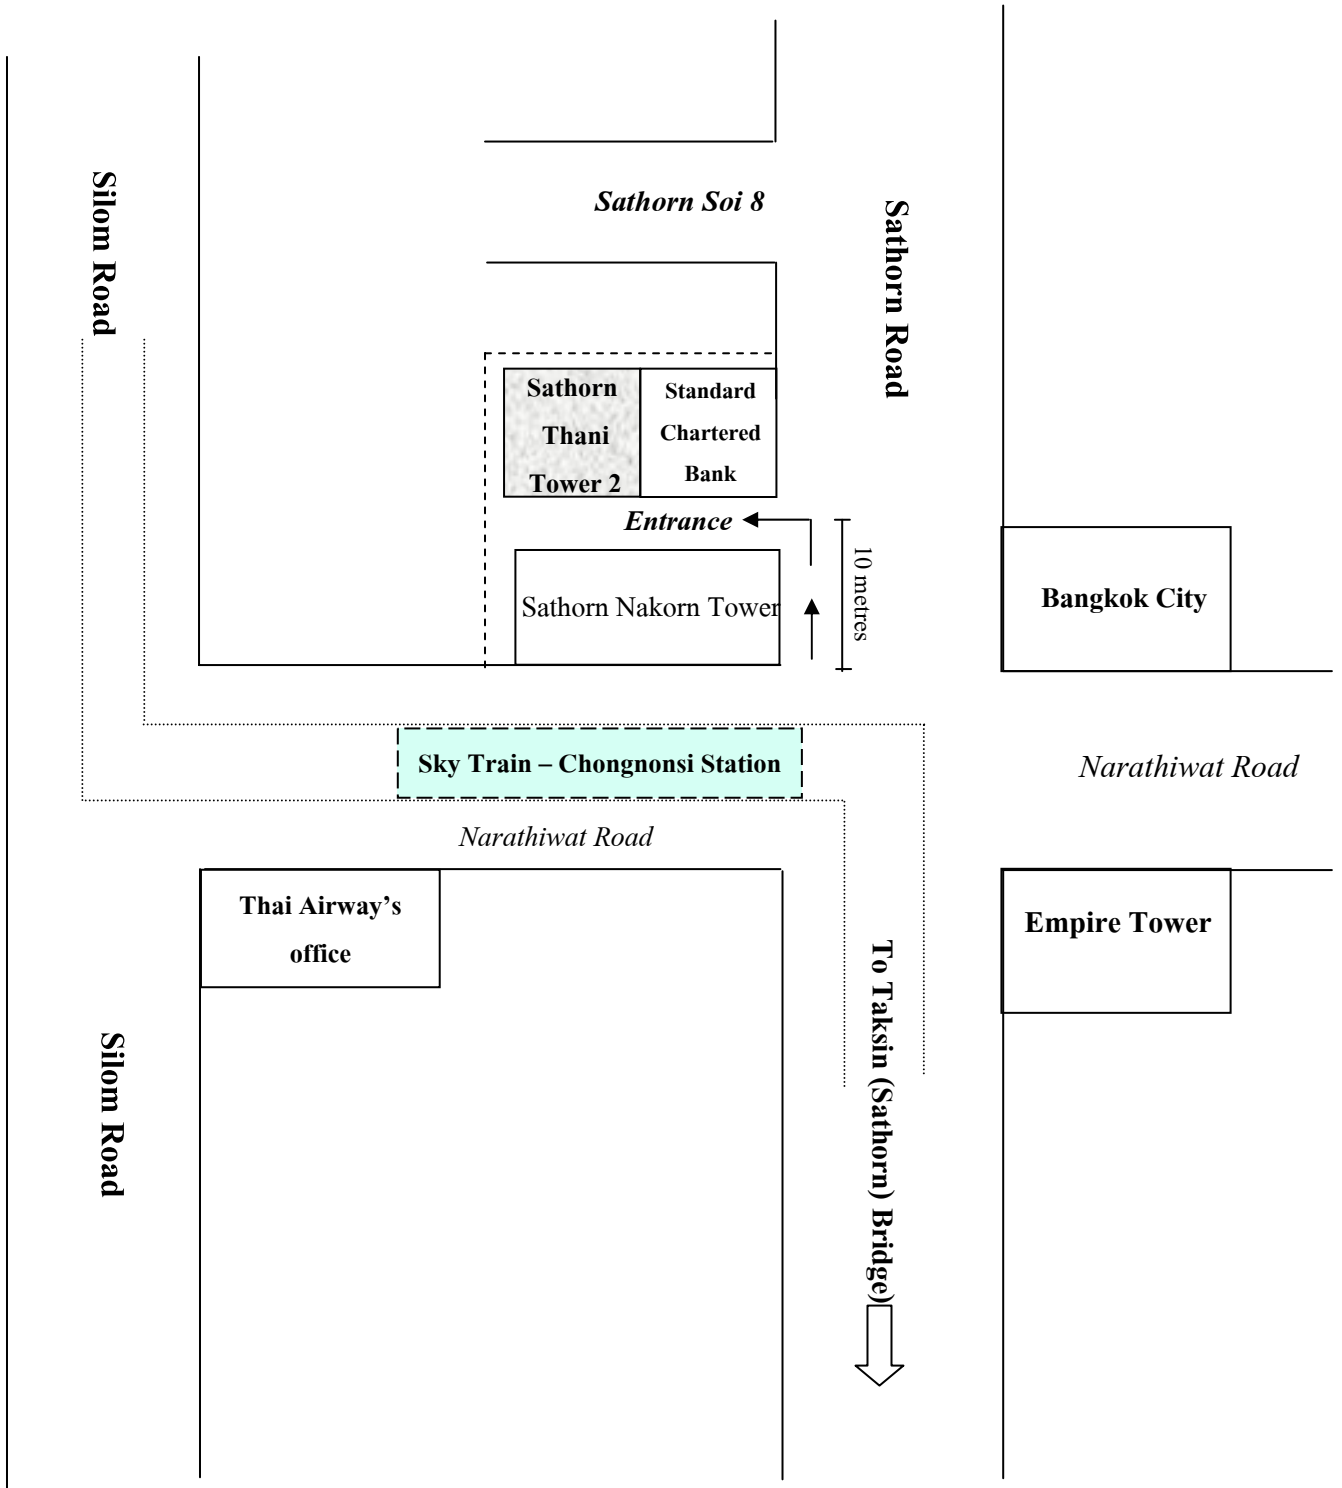 Silom Road
Sathorn Soi 8
Sathorn Road
Sathorn
Thani
Tower 2
Standard
Chartered
Bank
Entrance
10 metres
Sathorn Nakorn Tower
Bangkok City
Sky Train – Chongnonsi Station
Narathiwat Road
Narathiwat Road
Thai Airway’s
office
Empire Tower
To Taksin (Sathorn) Bridge)
Silom Road